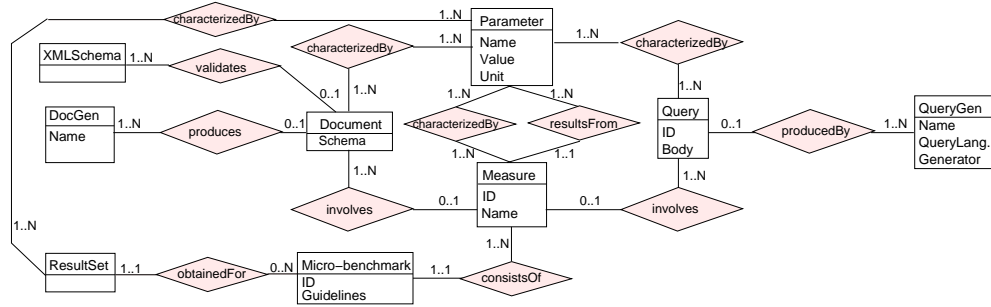 characterizedBy
1..N
Parameter
Name
Value
Unit
characterizedBy
1..N
1..N
characterizedBy
XMLSchema
1..N
validates
0..1
1..N
1..N
1..N
1..N
DocGen
Name
1..N
produces
0..1
Document
Schema
characterizedBy
resultsFrom
Query
ID
Body
0..1
producedBy
1..N
QueryGen
Name
QueryLang.
Generator
1..N
1..1
1..N
Measure
ID
Name
1..N
involves
0..1
0..1
involves
1..N
1..N
ResultSet
1..1
obtainedFor
0..N
Micro-benchmark
ID
Guidelines
1..1
consistsOf